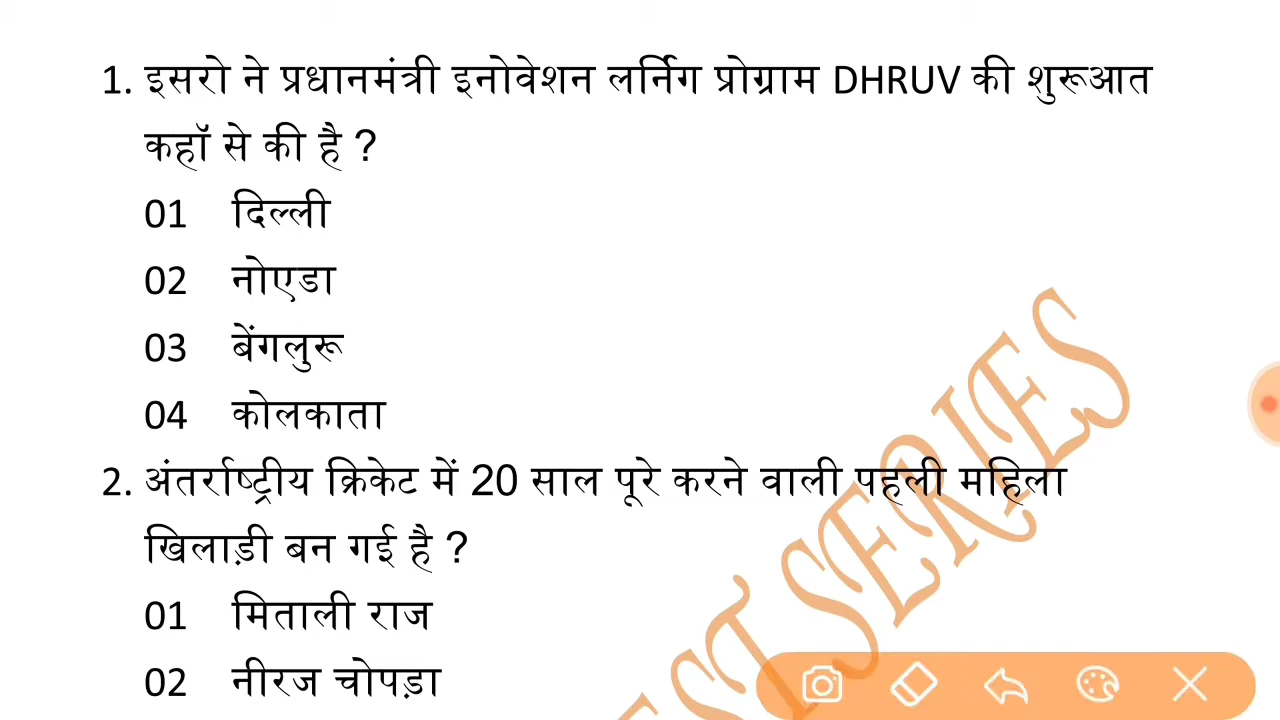 1. इसरो ने प्रधानमंत्री इनोवेशन लर्निंग प्रोग्राम DHRUV की शुरूआत
कहॉ से की है ?
01 दिल्ली
02 नोएडा
03 बेंगलुरू
04 कोलकाता
2. अंतर्राष्ट्रीय क्रिकेट में 20 साल पूरे करने वाली पहली महिला
खिलाड़ी बन गई है ?
01 मिताली राज
02 नीरज चोपड़ा
SERIES